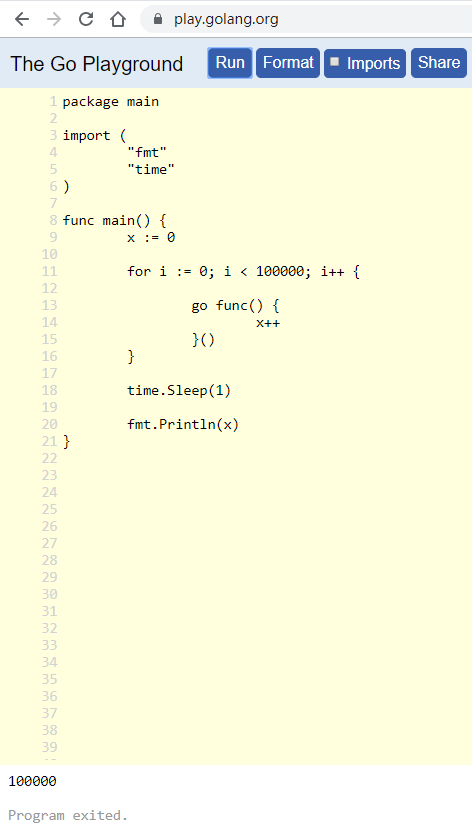 play.golang.org
The Go Playground Run Format Imports Share
1 package main
2
3 import (
4 "fmt"
5 "time"
6 )
7
8 func main() {
9 x := 0
10
11 for i := 0; i < 100000; i++ {
12
13 go func() {
14 x++
15 }()
16 }
17
18 time.Sleep(1)
19
20 fmt.Println(x)
21 }
22
23
24
25
26
27
28
29
30
31
32
33
34
35
36
37
38
39
100000
Program exited.